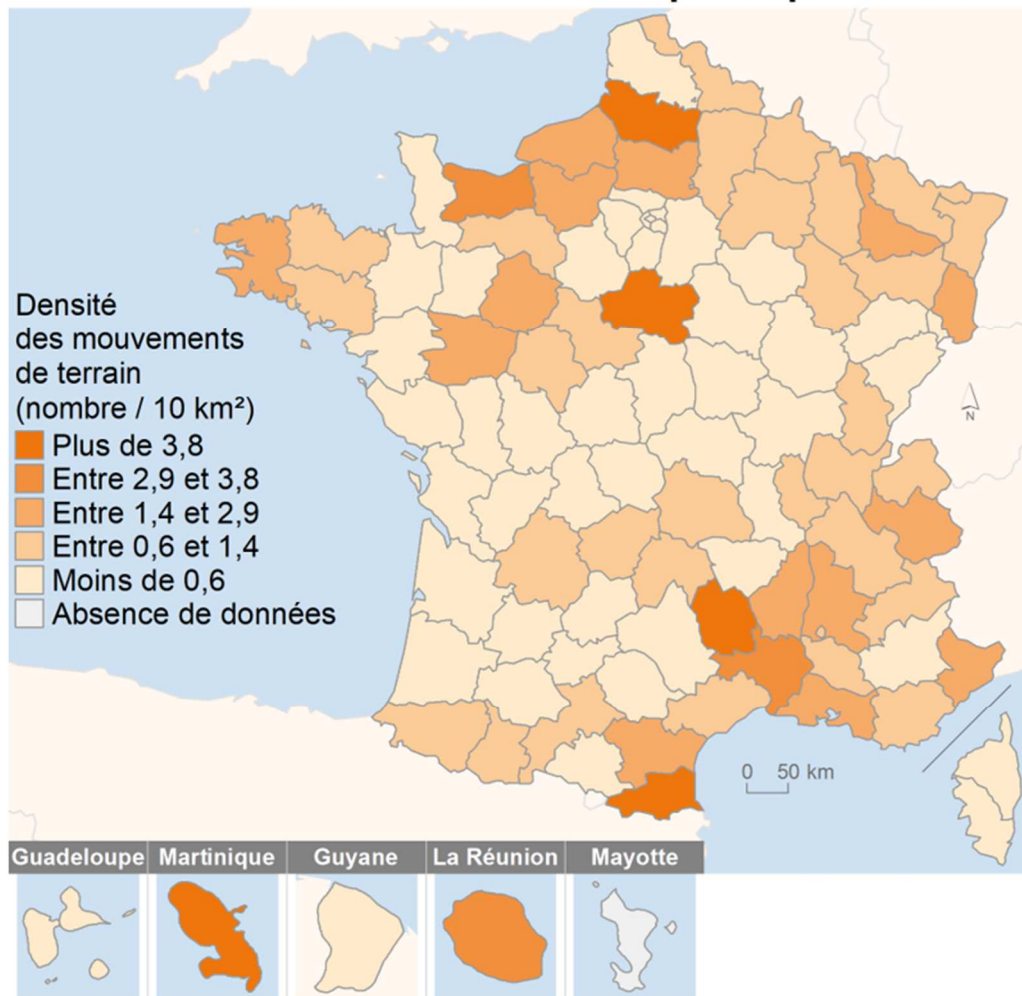 Densité
des mouvements
de terrain
(nombre / 10 km²)
Plus de 3,8
Entre 2,9 et 3,8
Entre 1,4 et 2,9
Entre 0,6 et 1,4
Moins de 0,6
Absence de données
N
0 50 km
Guadeloupe
Martinique
Guyane
La Réunion
Mayotte